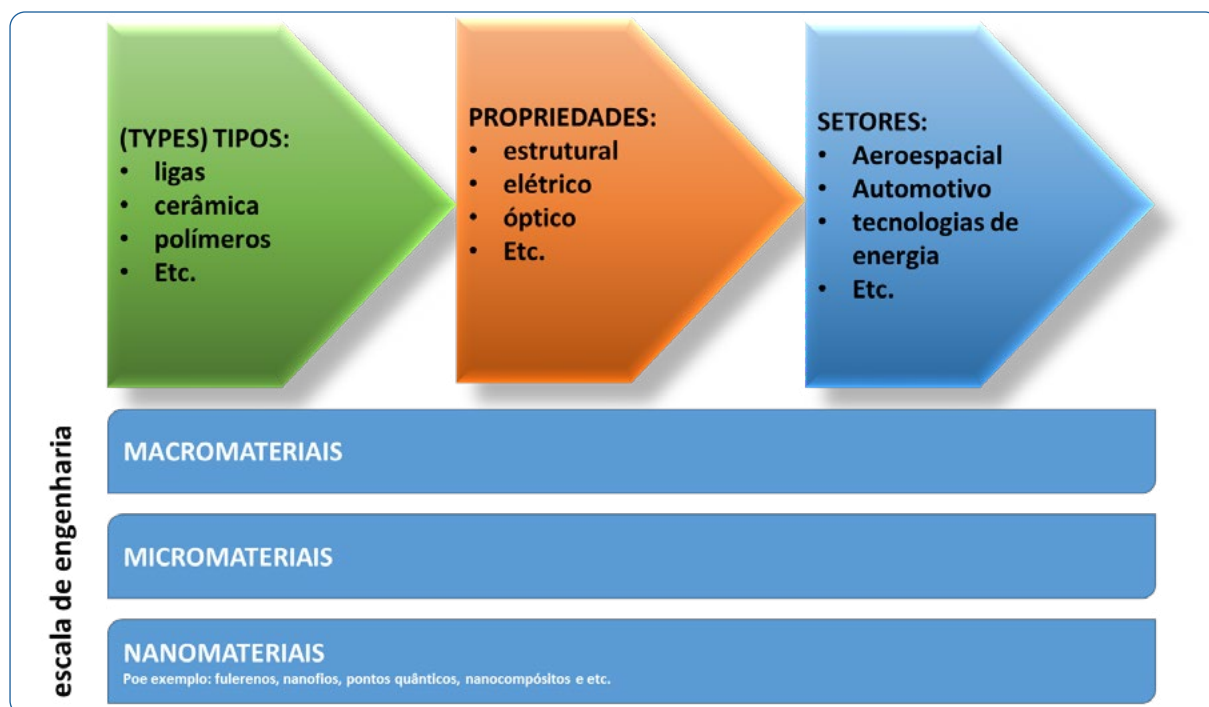 (TYPES) TIPOS:
• ligas
• cerâmica
• polímeros
• Etc.
PROPRIEDADES:
• estrutural
• elétrico
• óptico
• Etc.
SETORES:
• Aeroespacial
• Automotivo
• tecnologias de
energia
• Etc.
escala de engenharia
MACROMATERIAIS
MICROMATERIAIS
NANOMATERIAIS
Poe exemplo: fulerenos, nanofios, pontos quânticos, nanocompósitos e etc.